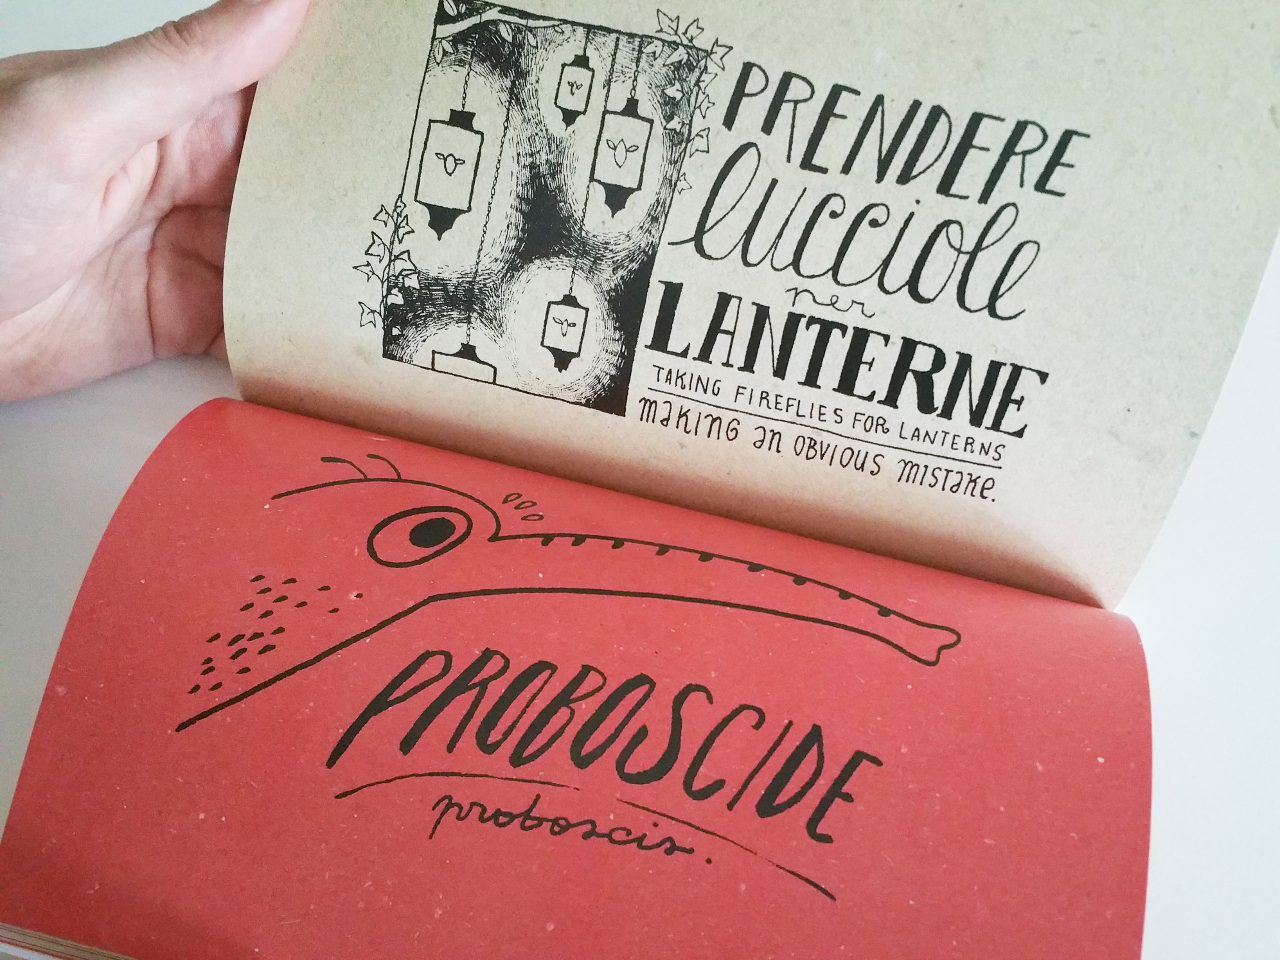 PRENDERE
lucciole
per
LANTERNE
TAKING FIREFLIES FOR LANTERNS
MAKING AN OBVIOUS MISTAKE.
PROBOSCIDE
proboscis.